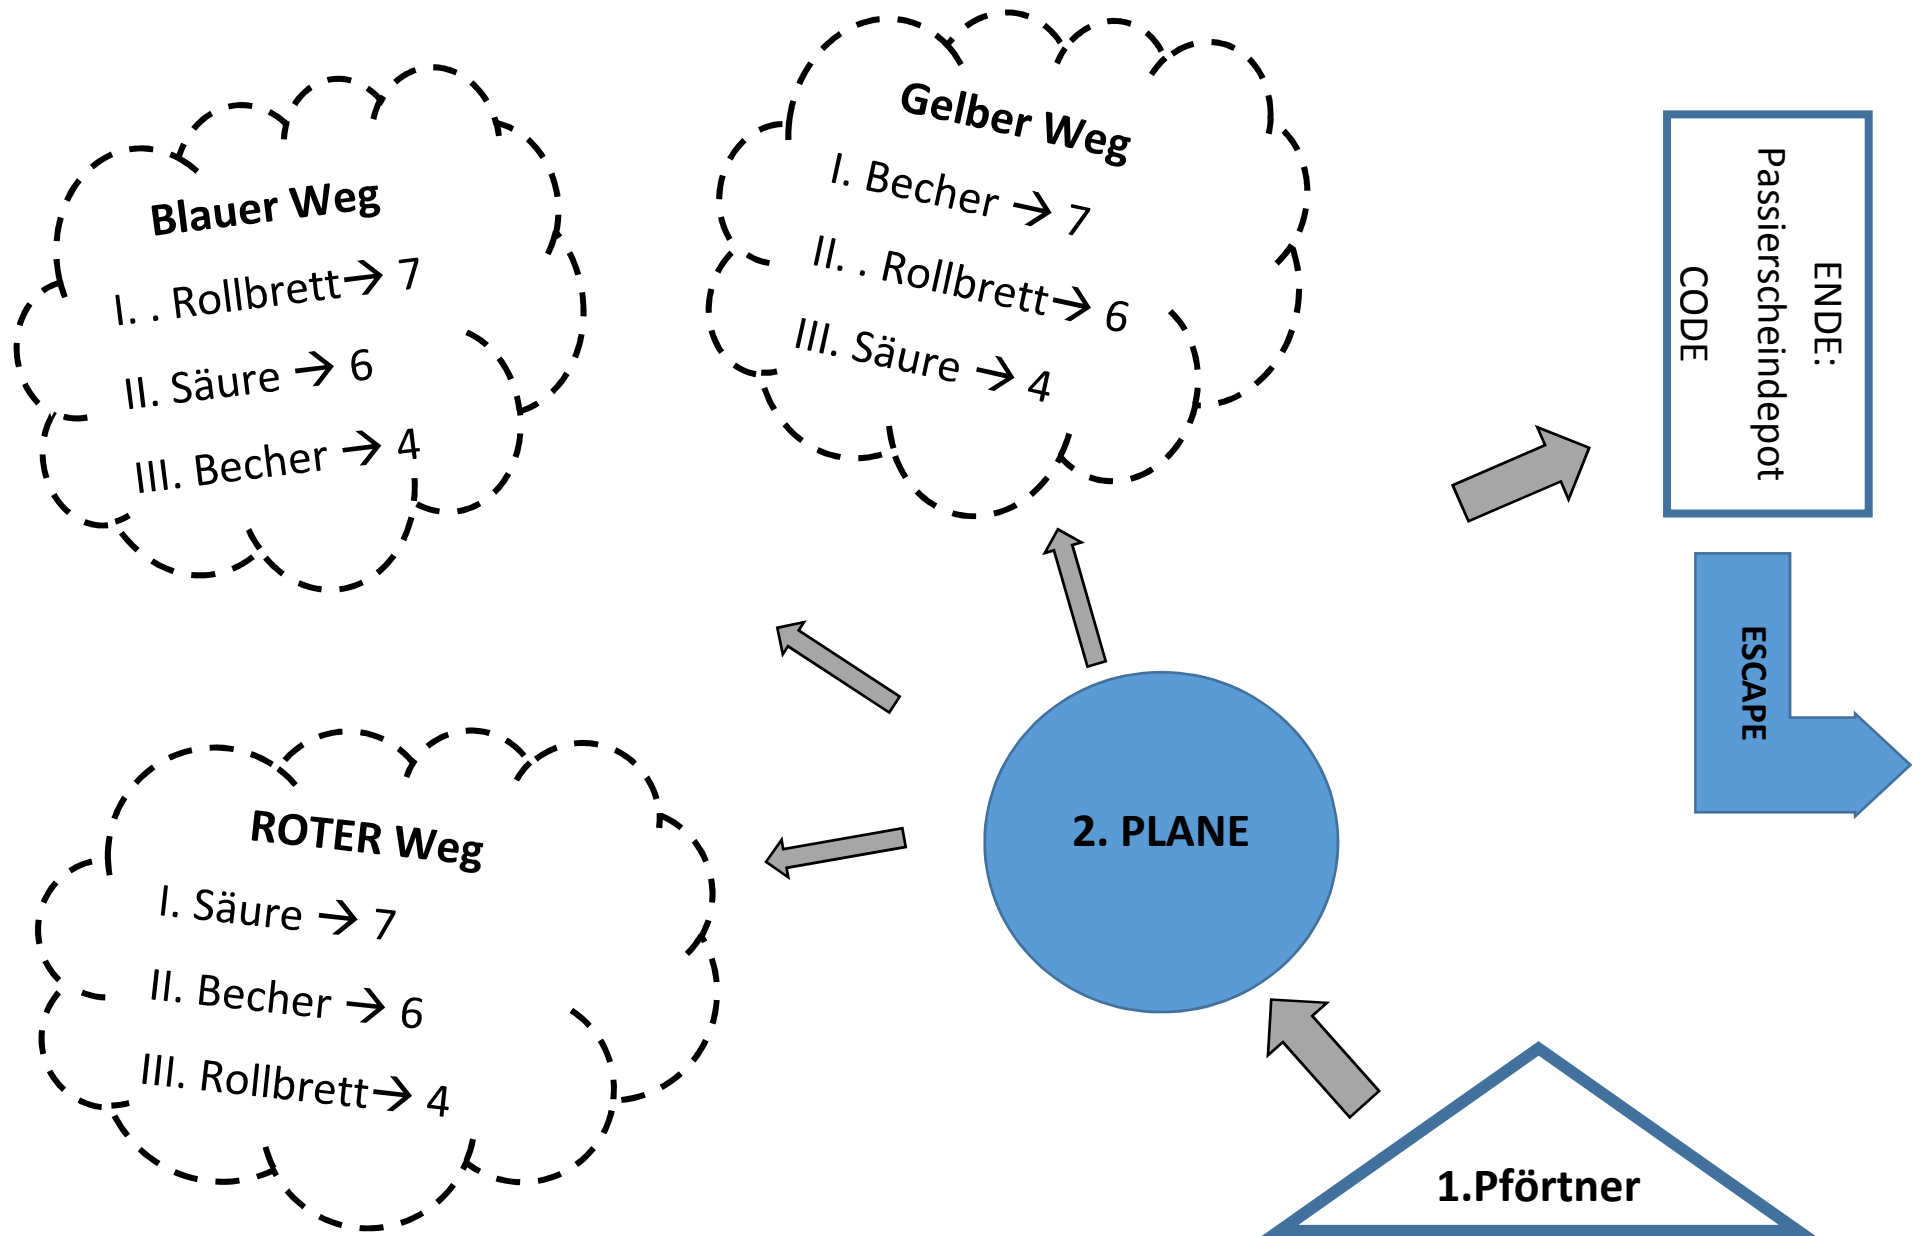 Blauer Weg
I. . Rollbrett→ 7
II. Säure → 6
III. Becher → 4
Gelber Weg
I. Becher → 7
II. . Rollbrett→ 6
III. Säure → 4
ENDE:
Passierscheindepot
CODE
ESCAPE
ROTER Weg
I. Säure → 7
II. Becher → 6
III. Rollbrett→ 4
2. PLANE
1.Pförtner